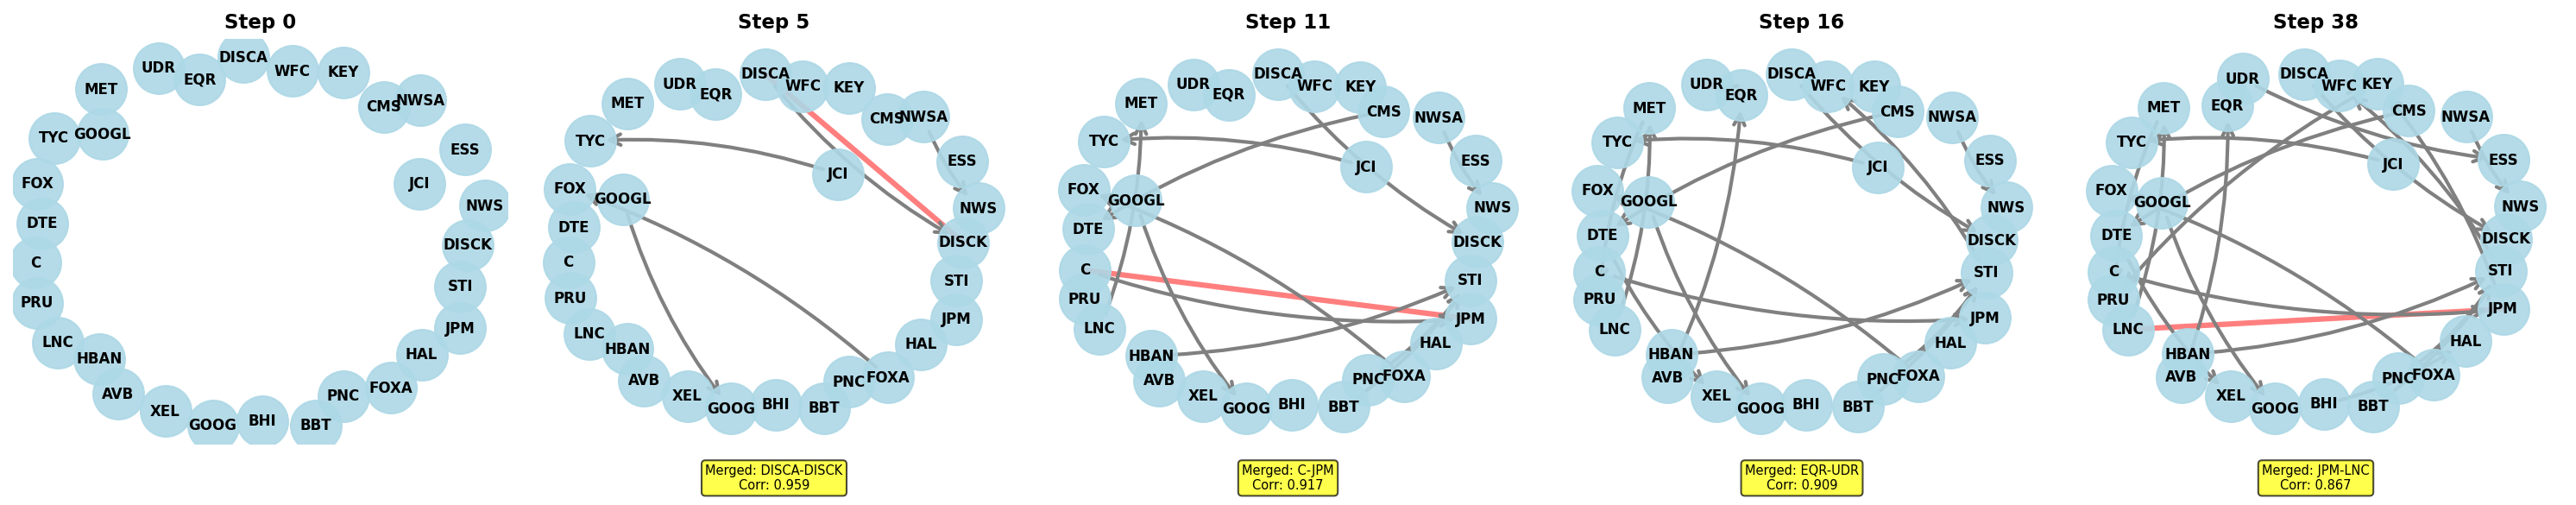 Step 0
DISCA
UDR
EQR
WFC
KEY
MET
CMS
NWSA
TYC
GOOGL
ESS
FOX
JCI
NWS
DTE
DISCK
C
STI
PRU
JPM
LNC
HBAN
HAL
AVB
FOXA
PNC
XEL
GOOG
BHI
BBT
Step 5
DISCA
UDR
EQR
WFC
KEY
MET
CMS
NWSA
TYC
ESS
JCI
FOX
GOOGL
NWS
DTE
DISCK
C
STI
PRU
JPM
LNC
HBAN
HAL
AVB
FOXA
PNC
XEL
GOOG
BHI
BBT
Merged: DISCA-DISCK
Corr: 0.959
Step 11
DISCA
UDR
EQR
WFC
KEY
MET
CMS
NWSA
TYC
ESS
JCI
FOX
GOOGL
NWS
DTE
DISCK
C
STI
PRU
JPM
LNC
HAL
HBAN
AVB
FOXA
PNC
XEL
GOOG
BHI
BBT
Merged: C-JPM
Corr: 0.917
Step 16
DISCA
UDR
EQR
WFC
KEY
MET
CMS
NWSA
TYC
ESS
JCI
FOX
GOOGL
NWS
DTE
DISCK
C
STI
PRU
JPM
LNC
HAL
HBAN
AVB
FOXA
PNC
XEL
GOOG
BHI
BBT
Merged: EQR-UDR
Corr: 0.909
Step 38
DISCA
UDR
WFC
KEY
EQR
MET
CMS
NWSA
TYC
ESS
JCI
FOX
GOOGL
NWS
DTE
DISCK
C
STI
PRU
JPM
LNC
HAL
HBAN
AVB
FOXA
PNC
XEL
GOOG
BHI
BBT
Merged: JPM-LNC
Corr: 0.867